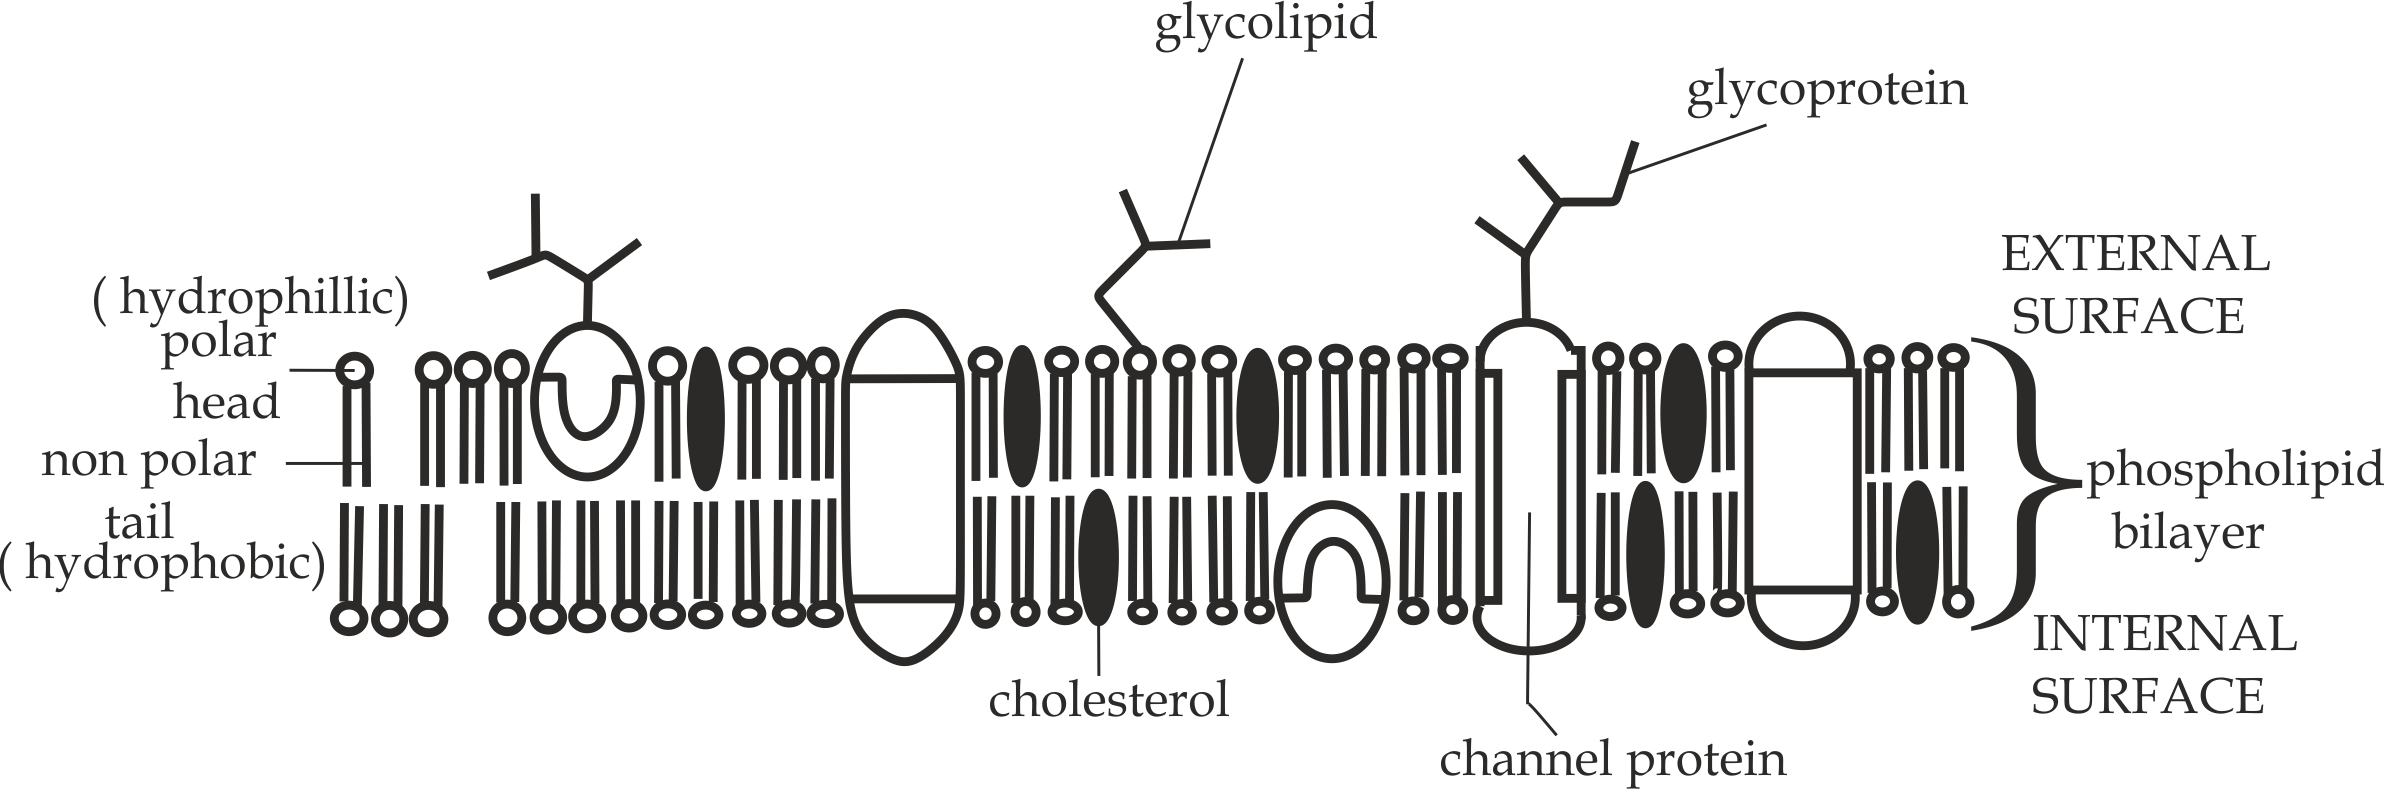 glycolipid
glycoprotein
( hydrophillic)
polar
head
non polar
tail
( hydrophobic)
EXTERNAL
SURFACE
phospholipid
bilayer
INTERNAL
SURFACE
cholesterol
channel protein